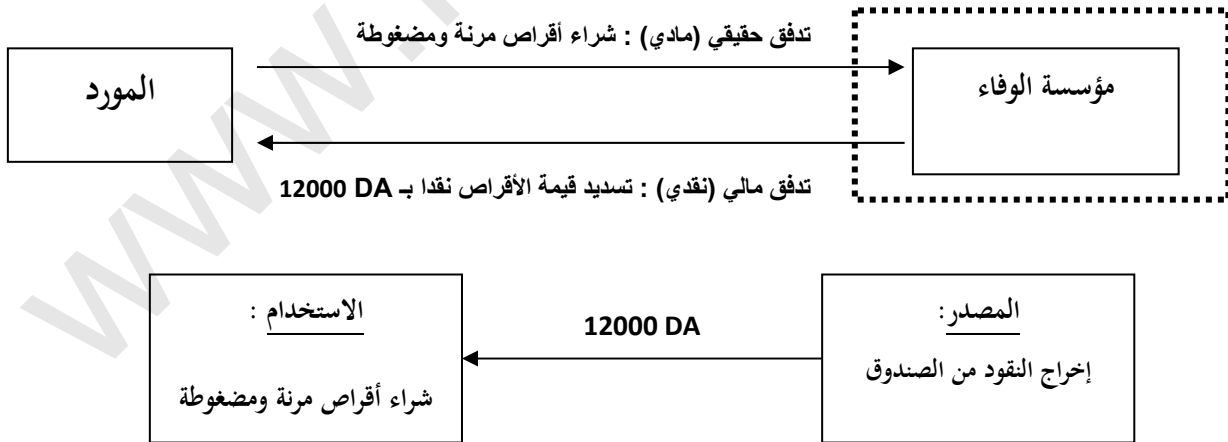 تدفق حقيقي (مادي) : شراء أقراص مرنة ومضغوطة
مؤسسة الوفاء
المورد
تدفق مالي (نقدي) : تسديد قيمة الأقراص نقدا بـ 12000 DA
المصدر:
إخراج النقود من الصندوق
12000 DA
الاستخدام :
شراء أقراص مرنة ومضغوطة
www.